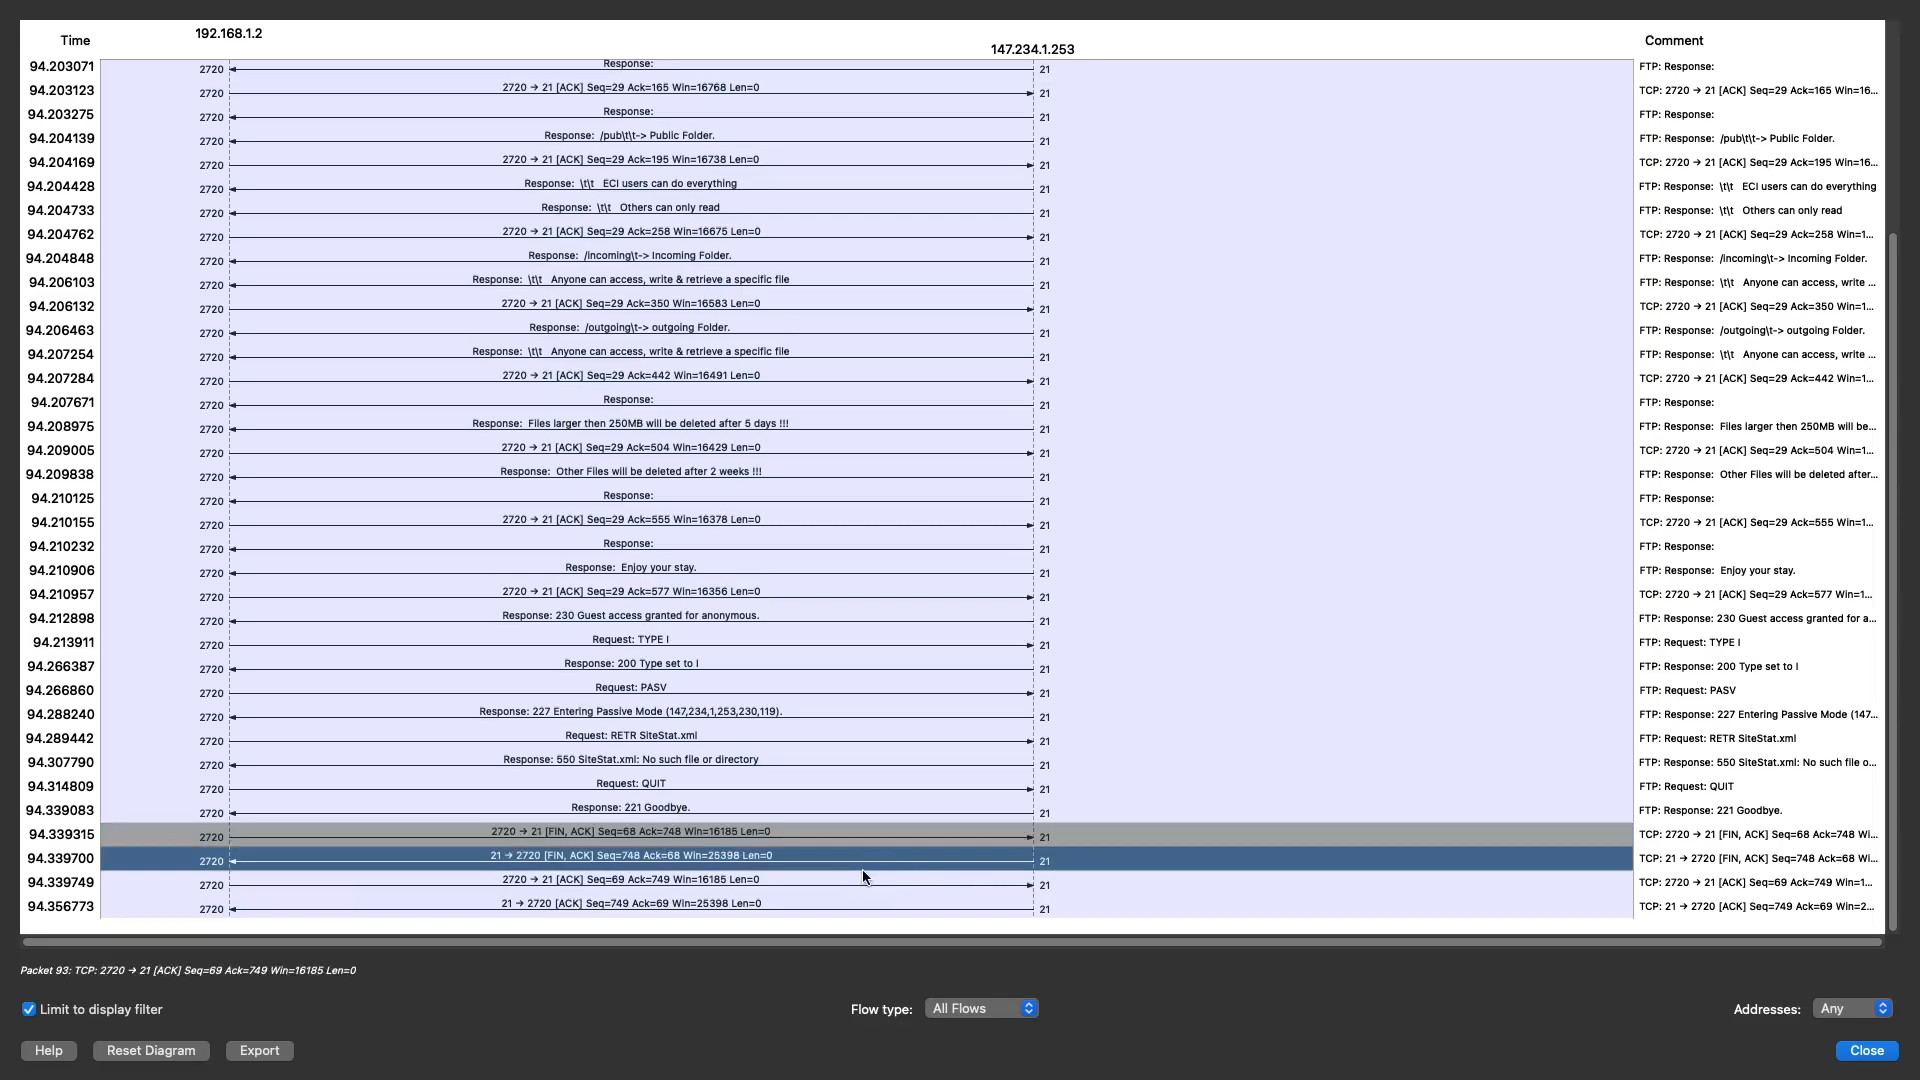 Time 192.168.1.2 147.234.1.253 Comment
94.203071 2720 Response: 21 FTP: Response:
94.203123 2720 2720 → 21 [ACK] Seq=29 Ack=165 Win=16768 Len=0 21 TCP: 2720 → 21 [ACK] Seq=29 Ack=165 Win=16...
94.203275 2720 Response: 21 FTP: Response:
94.204139 2720 Response:  /pub\t\t-> Public Folder. 21 FTP: Response:  /pub\t\t-> Public Folder.
94.204169 2720 2720 → 21 [ACK] Seq=29 Ack=195 Win=16738 Len=0 21 TCP: 2720 → 21 [ACK] Seq=29 Ack=195 Win=16...
94.204428 2720 Response:  \t\t   ECI users can do everything 21 FTP: Response:  \t\t   ECI users can do everything
94.204733 2720 Response:  \t\t   Others can only read 21 FTP: Response:  \t\t   Others can only read
94.204762 2720 2720 → 21 [ACK] Seq=29 Ack=258 Win=16675 Len=0 21 TCP: 2720 → 21 [ACK] Seq=29 Ack=258 Win=1...
94.204848 2720 Response:  /incoming\t-> Incoming Folder. 21 FTP: Response:  /incoming\t-> Incoming Folder.
94.206103 2720 Response:  \t\t   Anyone can access, write & retrieve a specific file 21 FTP: Response:  \t\t   Anyone can access, write ...
94.206132 2720 2720 → 21 [ACK] Seq=29 Ack=350 Win=16583 Len=0 21 TCP: 2720 → 21 [ACK] Seq=29 Ack=350 Win=1...
94.206463 2720 Response:  /outgoing\t-> outgoing Folder. 21 FTP: Response:  /outgoing\t-> outgoing Folder.
94.207254 2720 Response:  \t\t   Anyone can access, write & retrieve a specific file 21 FTP: Response:  \t\t   Anyone can access, write ...
94.207284 2720 2720 → 21 [ACK] Seq=29 Ack=442 Win=16491 Len=0 21 TCP: 2720 → 21 [ACK] Seq=29 Ack=442 Win=1...
94.207671 2720 Response: 21 FTP: Response:
94.208975 2720 Response:  Files larger then 250MB will be deleted after 5 days !!! 21 FTP: Response:  Files larger then 250MB will be...
94.209005 2720 2720 → 21 [ACK] Seq=29 Ack=504 Win=16429 Len=0 21 TCP: 2720 → 21 [ACK] Seq=29 Ack=504 Win=1...
94.209838 2720 Response:  Other Files will be deleted after 2 weeks !!! 21 FTP: Response:  Other Files will be deleted after...
94.210125 2720 Response: 21 FTP: Response:
94.210155 2720 2720 → 21 [ACK] Seq=29 Ack=555 Win=16378 Len=0 21 TCP: 2720 → 21 [ACK] Seq=29 Ack=555 Win=1...
94.210232 2720 Response: 21 FTP: Response:
94.210906 2720 Response:  Enjoy your stay. 21 FTP: Response:  Enjoy your stay.
94.210957 2720 2720 → 21 [ACK] Seq=29 Ack=577 Win=16356 Len=0 21 TCP: 2720 → 21 [ACK] Seq=29 Ack=577 Win=1...
94.212898 2720 Response: 230 Guest access granted for anonymous. 21 FTP: Response: 230 Guest access granted for a...
94.213911 2720 Request: TYPE I 21 FTP: Request: TYPE I
94.266387 2720 Response: 200 Type set to I 21 FTP: Response: 200 Type set to I
94.266860 2720 Request: PASV 21 FTP: Request: PASV
94.288240 2720 Response: 227 Entering Passive Mode (147,234,1,253,230,119). 21 FTP: Response: 227 Entering Passive Mode (147...
94.289442 2720 Request: RETR SiteStat.xml 21 FTP: Request: RETR SiteStat.xml
94.307790 2720 Response: 550 SiteStat.xml: No such file or directory 21 FTP: Response: 550 SiteStat.xml: No such file o...
94.314809 2720 Request: QUIT 21 FTP: Request: QUIT
94.339083 2720 Response: 221 Goodbye. 21 FTP: Response: 221 Goodbye.
94.339315 2720 2720 → 21 [FIN, ACK] Seq=68 Ack=748 Win=16185 Len=0 21 TCP: 2720 → 21 [FIN, ACK] Seq=68 Ack=748 Wi...
94.339700 2720 21 → 2720 [FIN, ACK] Seq=748 Ack=68 Win=25398 Len=0 21 TCP: 21 → 2720 [FIN, ACK] Seq=748 Ack=68 Wi...
94.339749 2720 2720 → 21 [ACK] Seq=69 Ack=749 Win=16185 Len=0 21 TCP: 2720 → 21 [ACK] Seq=69 Ack=749 Win=1...
94.356773 2720 21 → 2720 [ACK] Seq=749 Ack=69 Win=25398 Len=0 21 TCP: 21 → 2720 [ACK] Seq=749 Ack=69 Win=2...
Packet 93: TCP: 2720 → 21 [ACK] Seq=69 Ack=749 Win=16185 Len=0
Limit to display filter Flow type: All Flows Addresses: Any
Help Reset Diagram Export Close